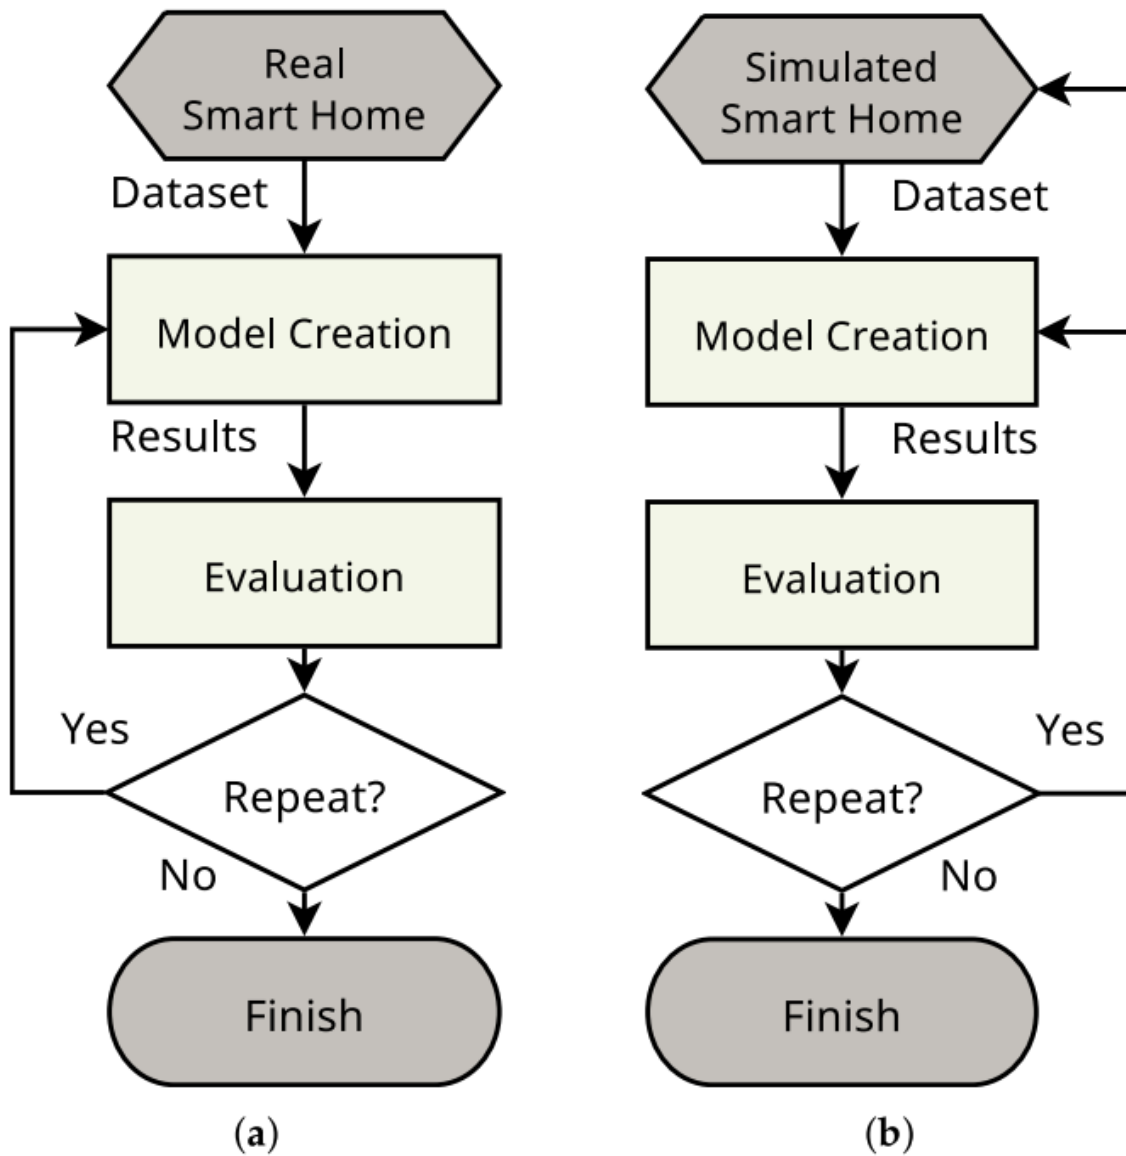 Real
Smart Home
Dataset
Model Creation
Results
Evaluation
Yes
Repeat?
No
Finish
(a)
Simulated
Smart Home
Dataset
Model Creation
Results
Evaluation
Yes
Repeat?
No
Finish
(b)